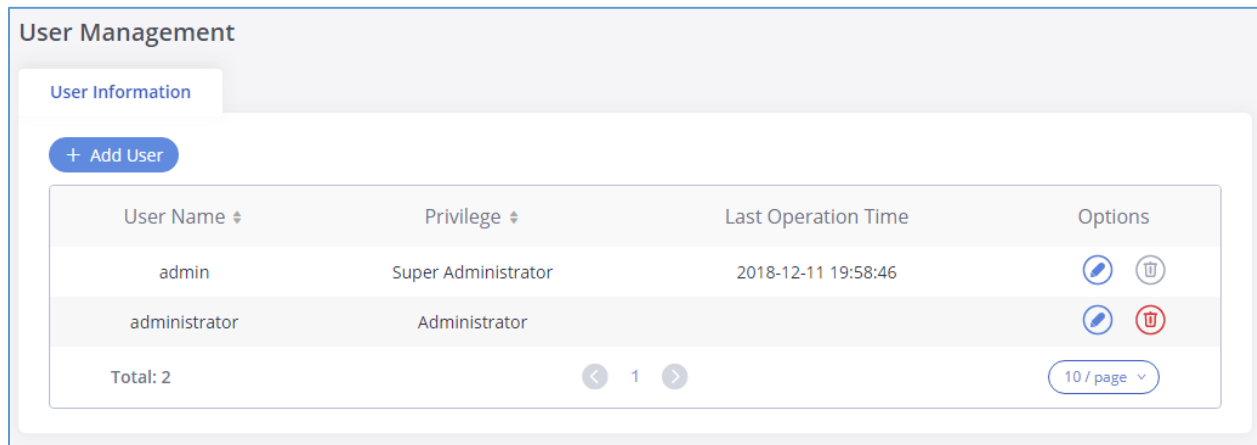 User Management
User Information
+ Add User
User Name Privilege Last Operation Time Options
admin Super Administrator 2018-12-11 19:58:46
administrator Administrator
Total: 2 1 10 / page